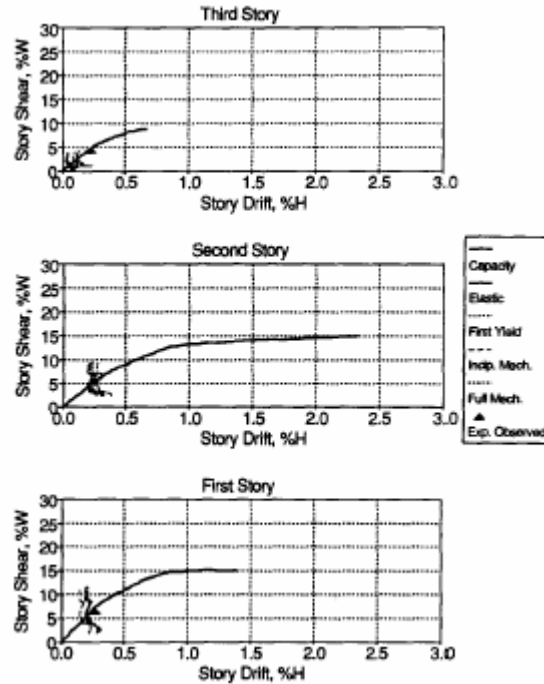 Third Story
Story Shear, %W
30
25
20
15
10
5
0
0.0 0.5 1.0 1.5 2.0 2.5 3.0
Story Drift, %H
Second Story
Story Shear, %W
30
25
20
15
10
5
0
0.0 0.5 1.0 1.5 2.0 2.5 3.0
Story Drift, %H
Capacity
Elastic
First Yield
Incip. Mech.
Full Mech.
Exp. Observed
First Story
Story Shear, %W
30
25
20
15
10
5
0
0.0 0.5 1.0 1.5 2.0 2.5 3.0
Story Drift, %H